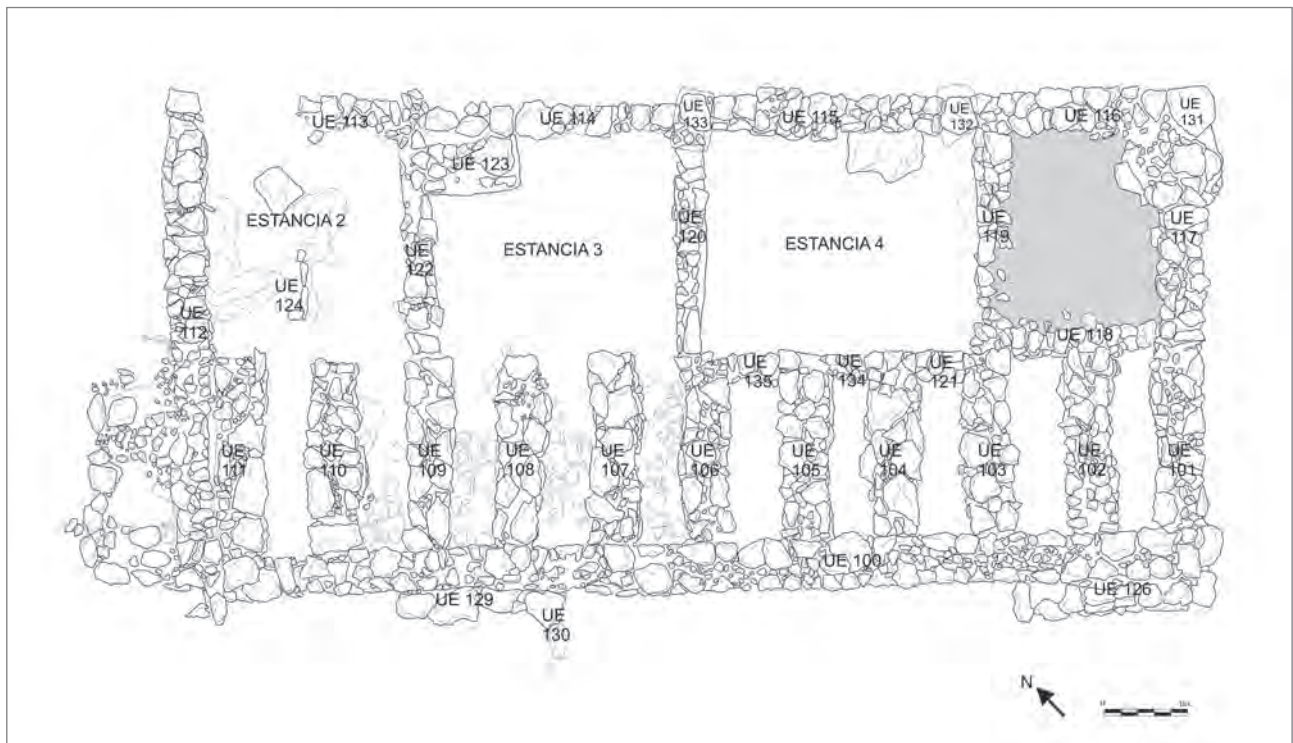 UE 113
UE 114
UE
133
UE 115
UE
132
UE 116
UE
131
UE 123
ESTANCIA 2
UE
122
ESTANCIA 3
UE
120
ESTANCIA 4
UE
119
UE
117
UE
124
UE
112
UE 118
UE
135
UE
134
UE
121
UE
111
UE
110
UE
109
UE
108
UE
107
UE
106
UE
105
UE
104
UE
103
UE
102
UE
101
UE 100
UE 129
UE
130
UE 126
N